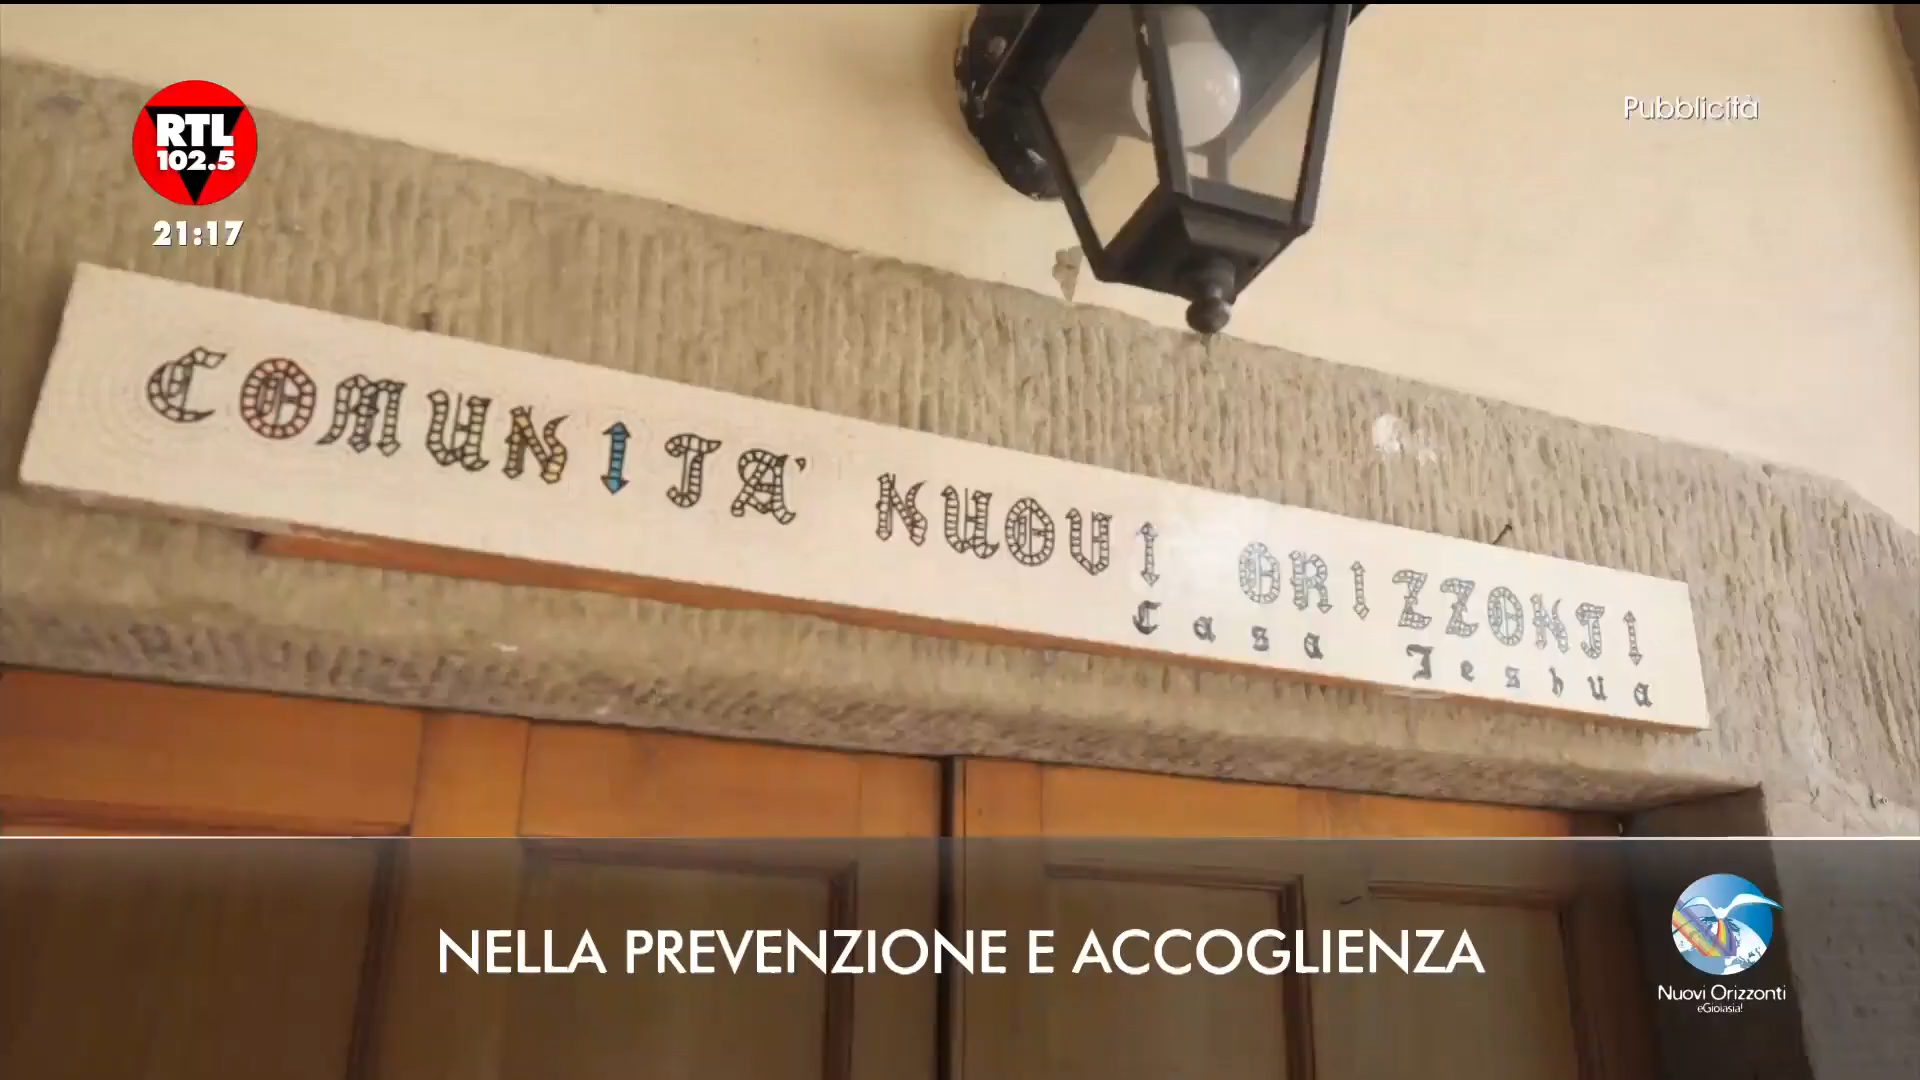 RTL
102.5
21:17
Pubblicità
COMUNITA' NUOVI ORIZZONTI
Casa Jeshua
NELLA PREVENZIONE E ACCOGLIENZA
Nuovi Orizzonti
eGioiasia!